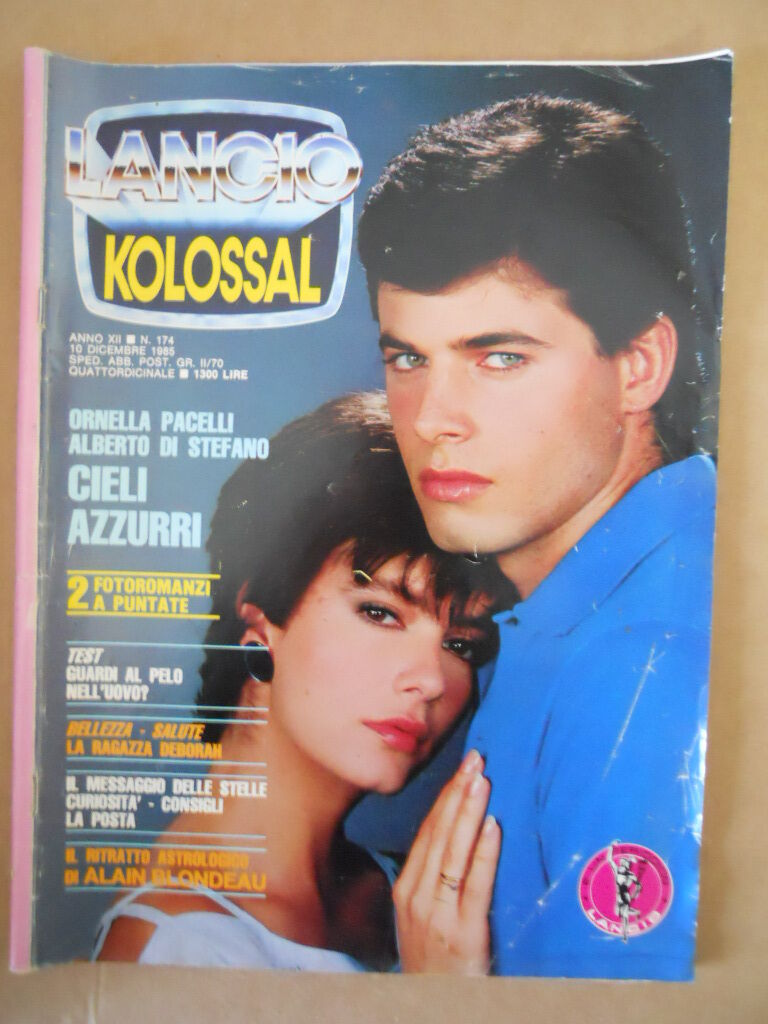 LANCIO
KOLOSSAL
ANNO XII ■ N. 174
10 DICEMBRE 1985
SPED. ABB. POST. GR. II/70
QUATTORDICINALE ■ 1300 LIRE
ORNELLA PACELLI
ALBERTO DI STEFANO
CIELI
AZZURRI
2 FOTOROMANZI
A PUNTATE
TEST
GUARDI AL PELO
NELL'UOVO?
BELLEZZA - SALUTE
LA RAGAZZA DEBORAH
IL MESSAGGIO DELLE STELLE
CURIOSITA' - CONSIGLI
LA POSTA
IL RITRATTO ASTROLOGICO
DI ALAIN BLONDEAU
LANCIO